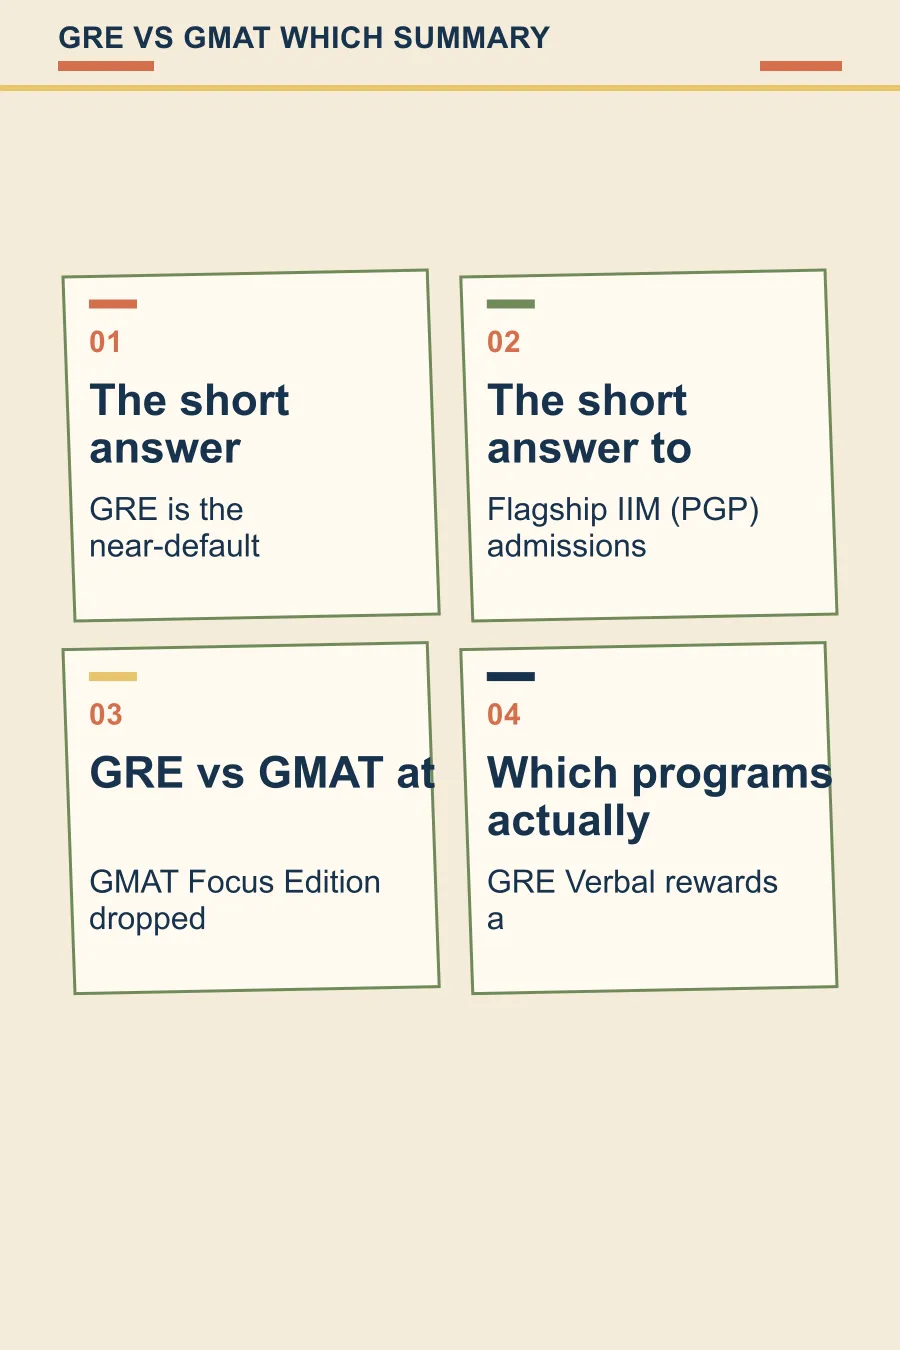 GRE VS GMAT WHICH SUMMARY
01
The short
answer
GRE is the
near-default
02
The short
answer to
Flagship IIM (PGP)
admissions
03
GRE vs GMAT at
GMAT Focus Edition
dropped
04
Which programs
actually
GRE Verbal rewards
a